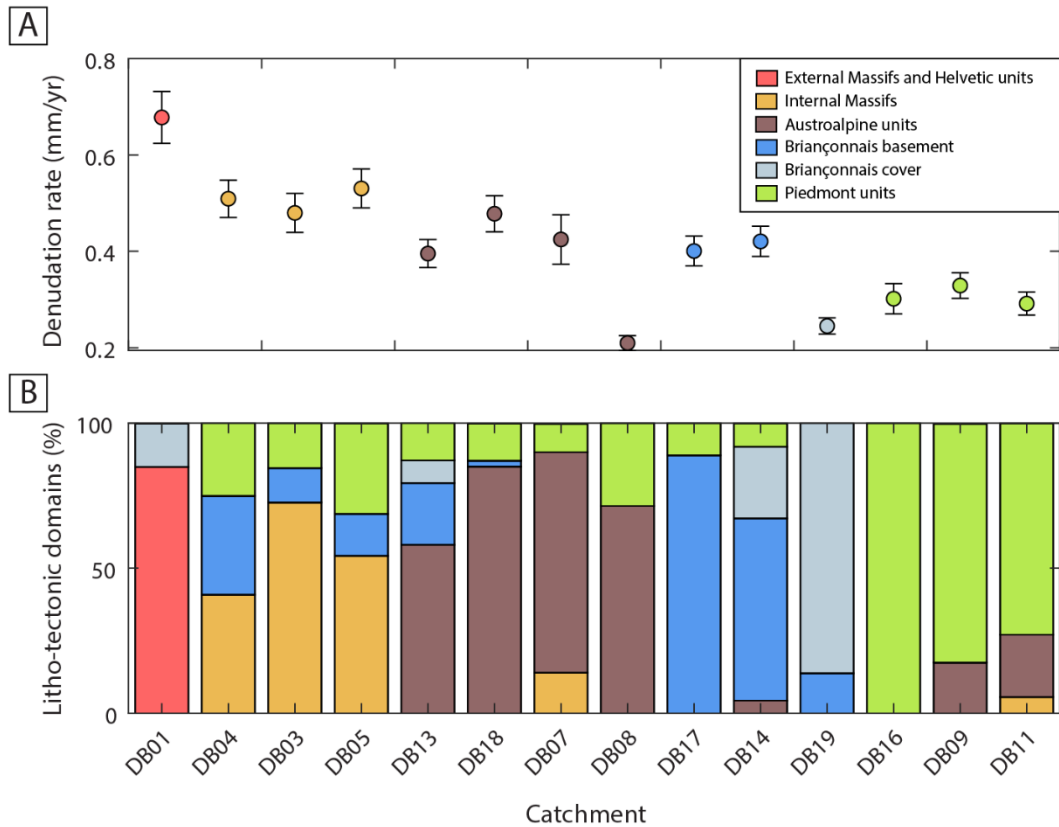 A
Denudation rate (mm/yr)
0.8
0.6
0.4
0.2
External Massifs and Helvetic units
Internal Massifs
Austroalpine units
Briançonnais basement
Briançonnais cover
Piedmont units
B
Litho-tectonic domains (%)
100
50
0
DB01
DB04
DB03
DB05
DB13
DB18
DB07
DB08
DB17
DB14
DB19
DB16
DB09
DB11
Catchment